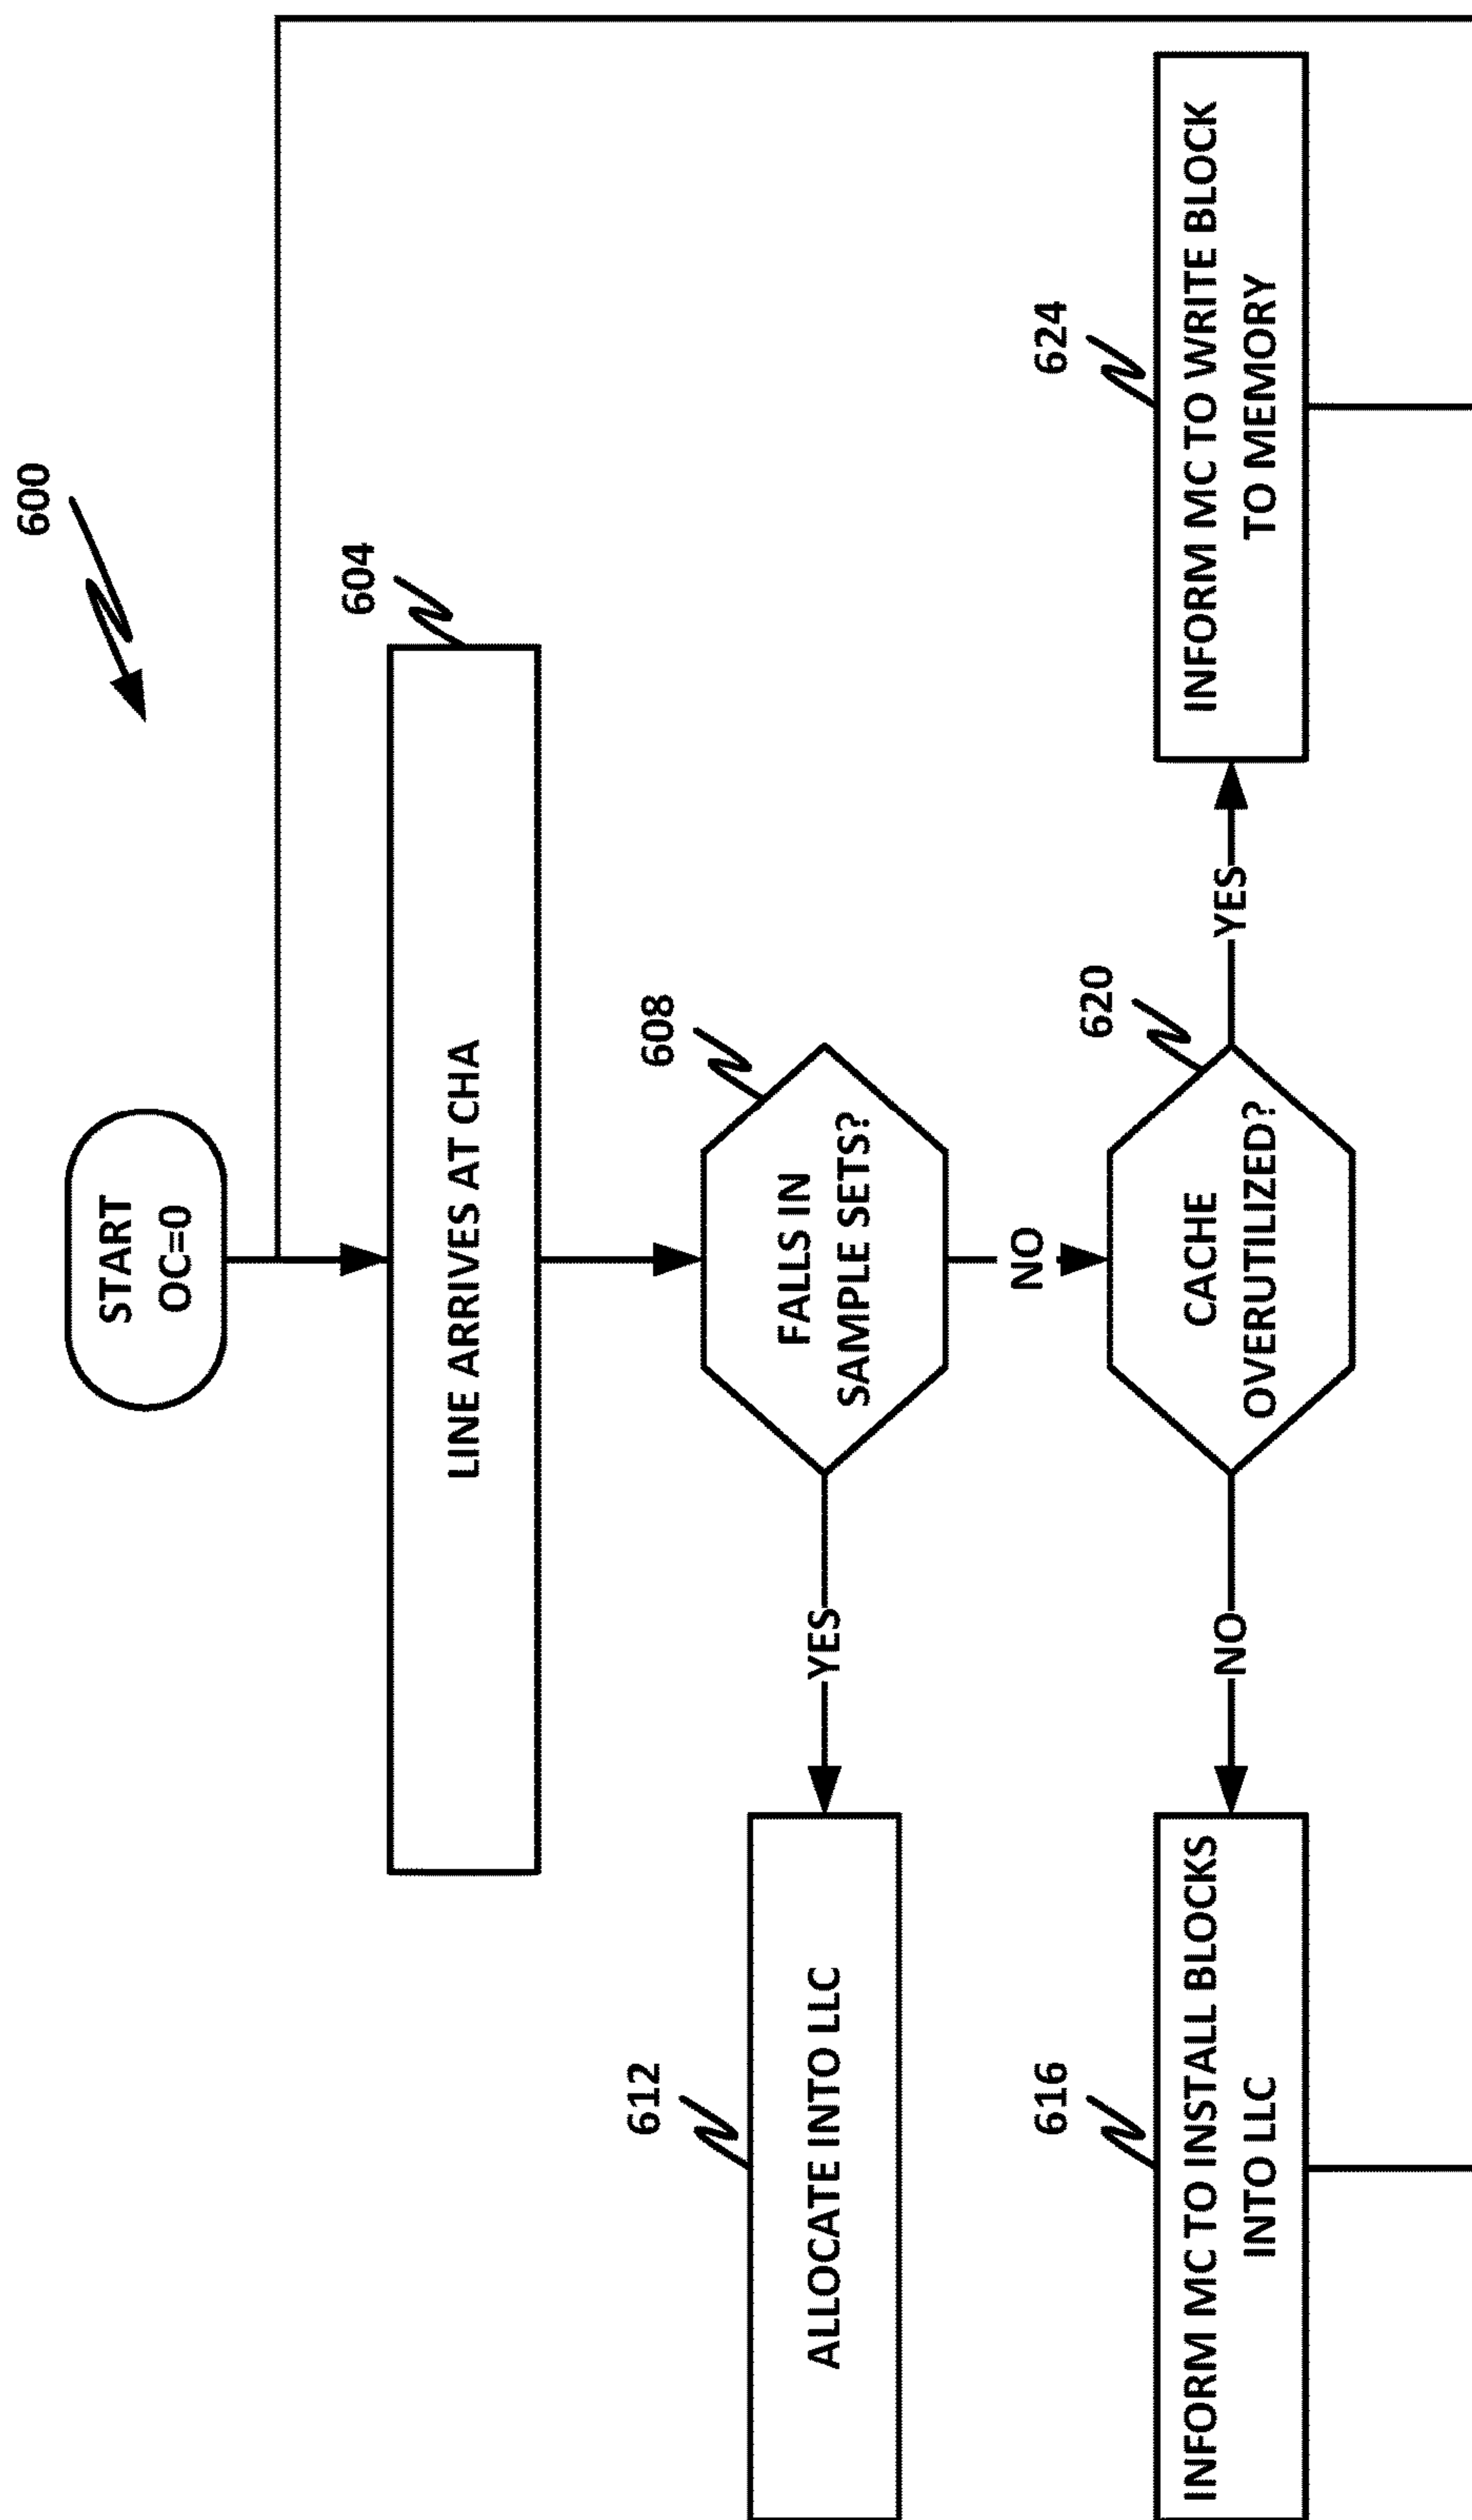 600
START
OC=0
604
LINE ARRIVES AT CHA
608
FALLS IN
SAMPLE SETS?
YES
612
ALLOCATE INTO LLC
NO
620
CACHE
OVERUTILIZED?
NO
616
INFORM MC TO INSTALL BLOCKS
INTO LLC
YES
624
INFORM MC TO WRITE BLOCK
TO MEMORY